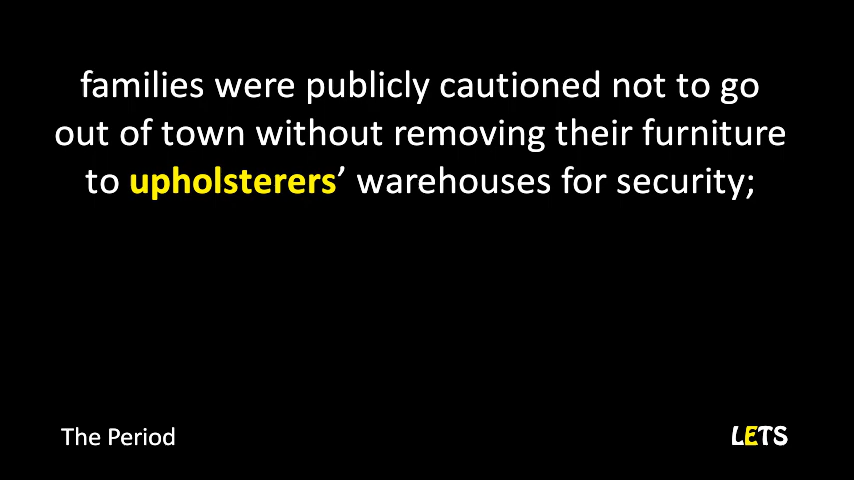 families were publicly cautioned not to go
out of town without removing their furniture
to upholsterers’ warehouses for security;
The Period
LETS